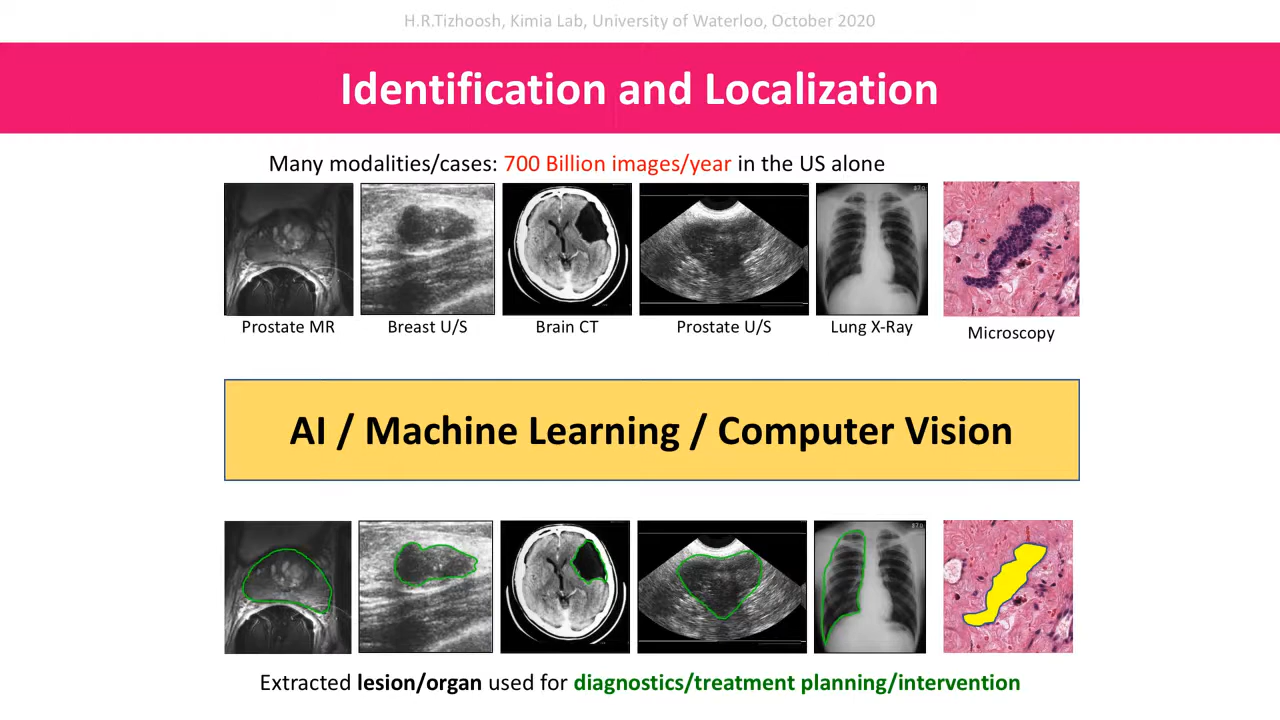 H.R.Tizhoosh, Kimia Lab, University of Waterloo, October 2020
Identification and Localization
Many modalities/cases: 700 Billion images/year in the US alone
Prostate MR
Breast U/S
Brain CT
Prostate U/S
Lung X-Ray
Microscopy
AI / Machine Learning / Computer Vision
Extracted lesion/organ used for diagnostics/treatment planning/intervention